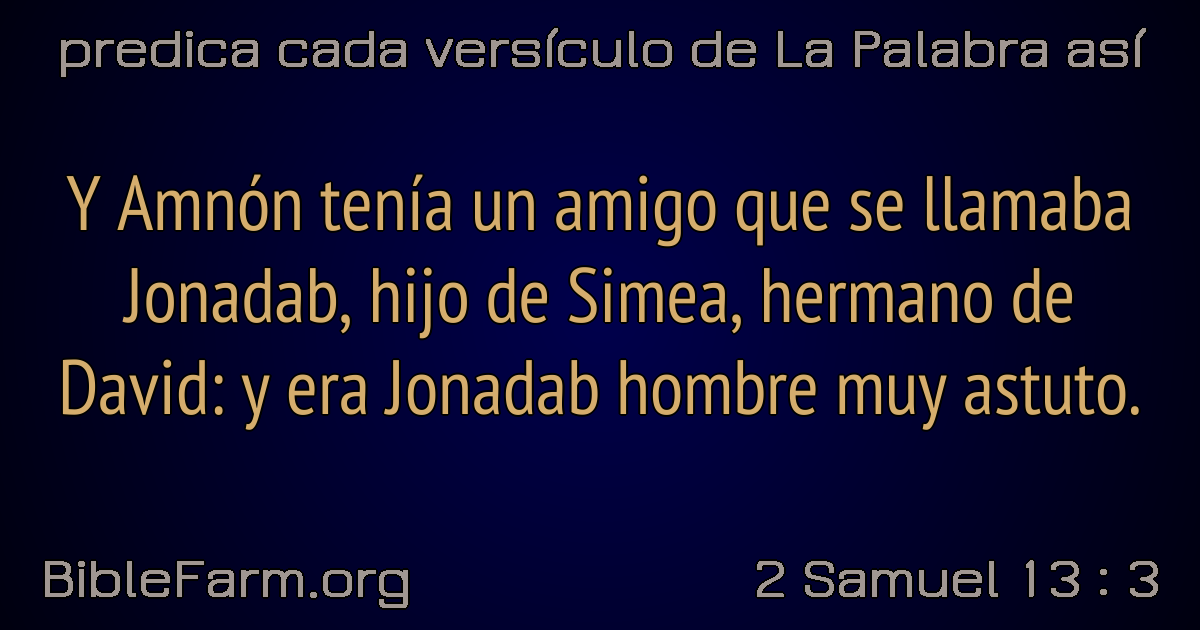 predica cada versículo de La Palabra así
Y Amnón tenía un amigo que se llamaba
Jonadab, hijo de Simea, hermano de
David: y era Jonadab hombre muy astuto.
BibleFarm.org
2 Samuel 13 : 3